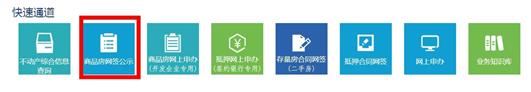 快速通道
不动产综合信息
查询
商品房网签公示
商品房网上申办
(开发企业专用)
抵押网上申办
(签约银行专用)
存量房合同网签
(二手房)
抵押合同网签
网上申办
业务知识库